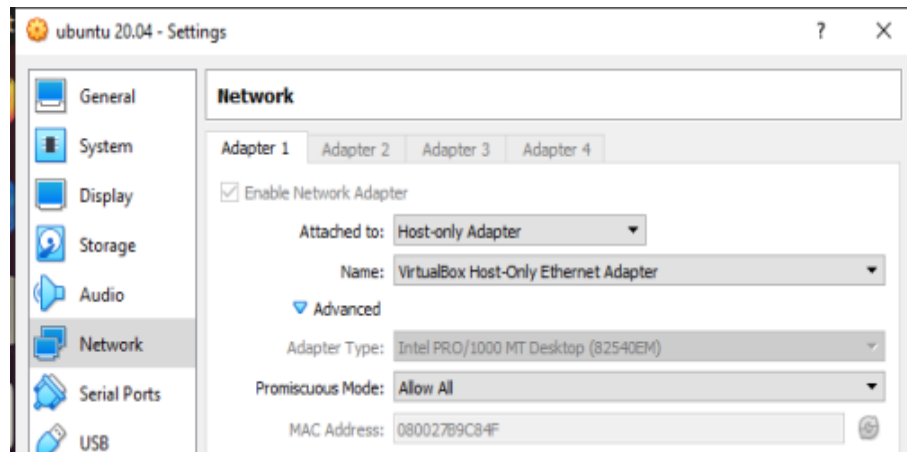 ubuntu 20.04 - Settings
?
General
System
Display
Storage
Audio
Network
Serial Ports
USB
Network
Adapter 1
Adapter 2
Adapter 3
Adapter 4
Enable Network Adapter
Attached to: Host-only Adapter
Name: VirtualBox Host-Only Ethernet Adapter
Advanced
Adapter Type: Intel PRO/1000 MT Desktop (82540EM)
Promiscuous Mode: Allow All
MAC Address: 080027B9C84F